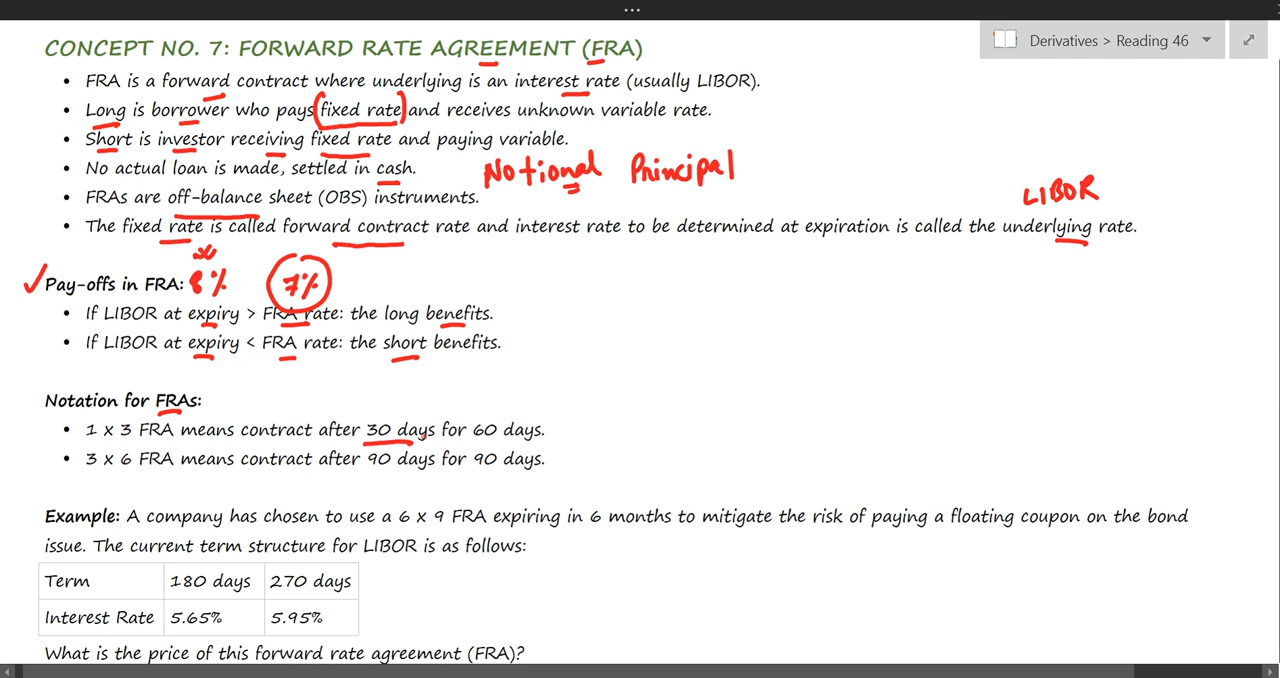 ...
CONCEPT NO. 7: FORWARD RATE AGREEMENT (FRA)
Derivatives > Reading 46
• FRA is a forward contract where underlying is an interest rate (usually LIBOR).
• Long is borrower who pays fixed rate and receives unknown variable rate.
• Short is investor receiving fixed rate and paying variable.
• No actual loan is made, settled in cash.
Notional Principal
• FRAs are off-balance sheet (OBS) instruments.
LIBOR
• The fixed rate is called forward contract rate and interest rate to be determined at expiration is called the underlying rate.
Pay-offs in FRA: 8% 7%
• If LIBOR at expiry > FRA rate: the long benefits.
• If LIBOR at expiry < FRA rate: the short benefits.
Notation for FRAs:
• 1 x 3 FRA means contract after 30 days for 60 days.
• 3 x 6 FRA means contract after 90 days for 90 days.
Example: A company has chosen to use a 6 x 9 FRA expiring in 6 months to mitigate the risk of paying a floating coupon on the bond
issue. The current term structure for LIBOR is as follows:
Term 180 days 270 days
Interest Rate 5.65% 5.95%
What is the price of this forward rate agreement (FRA)?